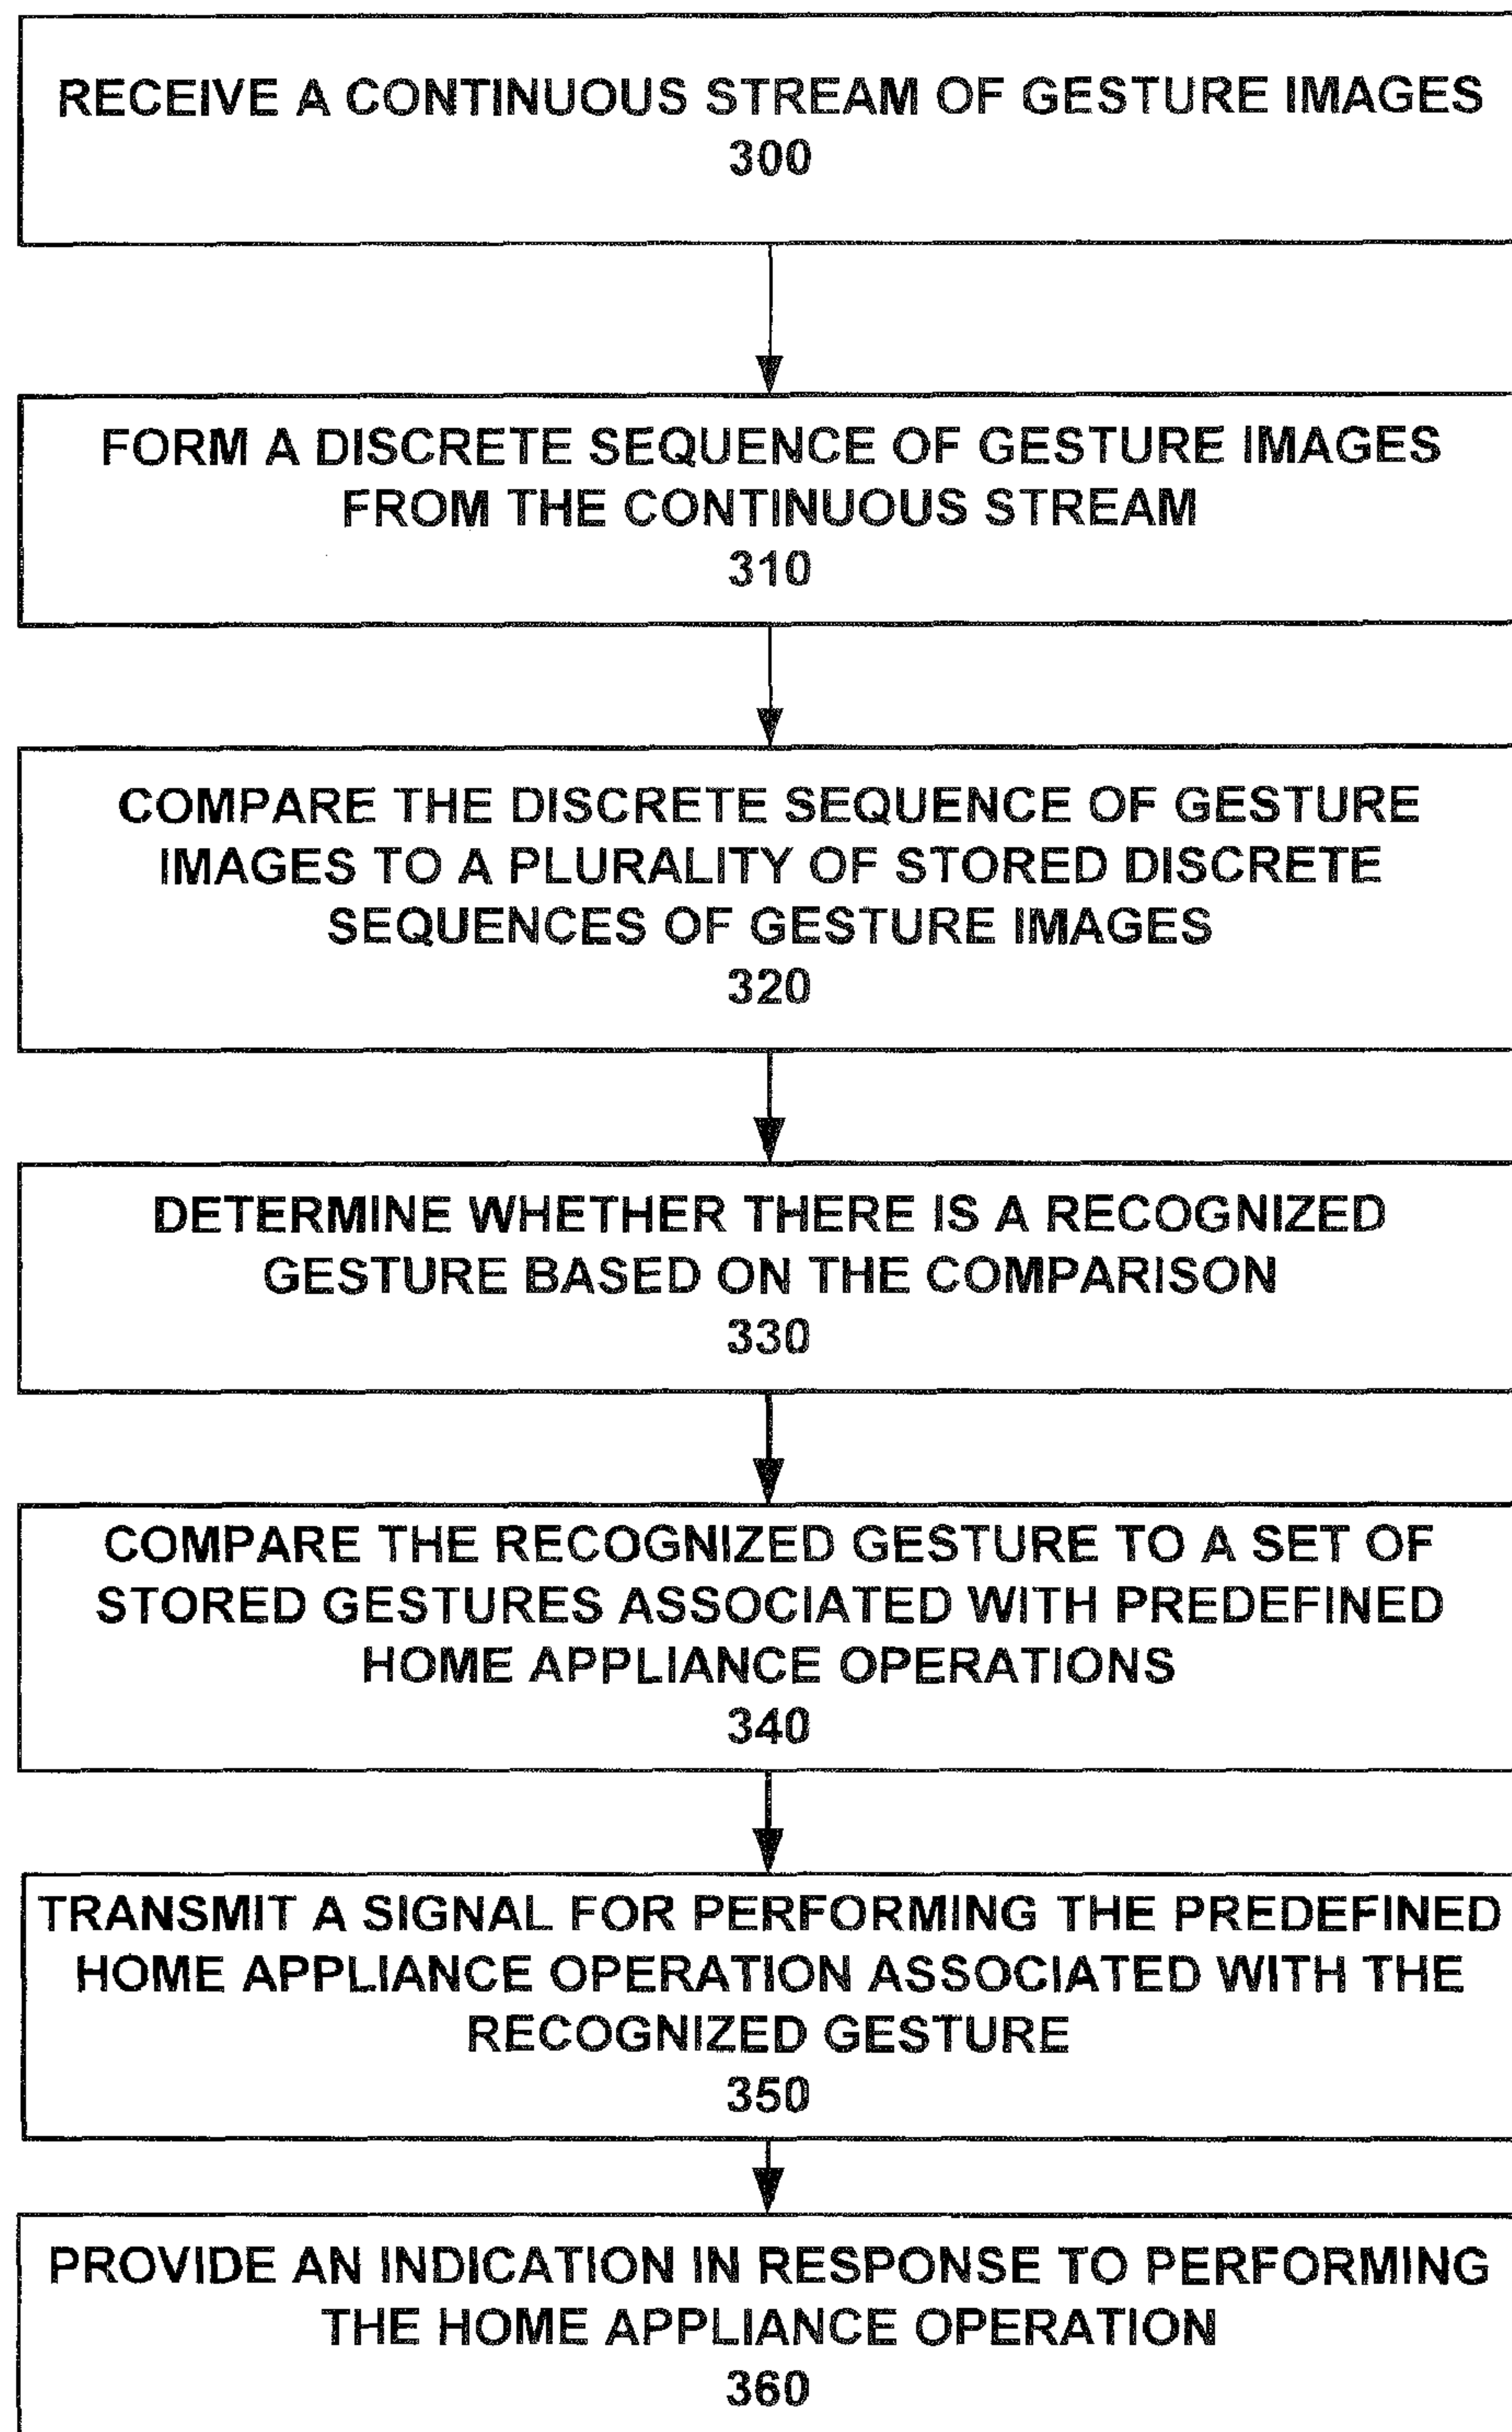 RECEIVE A CONTINUOUS STREAM OF GESTURE IMAGES
300
FORM A DISCRETE SEQUENCE OF GESTURE IMAGES
FROM THE CONTINUOUS STREAM
310
COMPARE THE DISCRETE SEQUENCE OF GESTURE
IMAGES TO A PLURALITY OF STORED DISCRETE
SEQUENCES OF GESTURE IMAGES
320
DETERMINE WHETHER THERE IS A RECOGNIZED
GESTURE BASED ON THE COMPARISON
330
COMPARE THE RECOGNIZED GESTURE TO A SET OF
STORED GESTURES ASSOCIATED WITH PREDEFINED
HOME APPLIANCE OPERATIONS
340
TRANSMIT A SIGNAL FOR PERFORMING THE PREDEFINED
HOME APPLIANCE OPERATION ASSOCIATED WITH THE
RECOGNIZED GESTURE
350
PROVIDE AN INDICATION IN RESPONSE TO PERFORMING
THE HOME APPLIANCE OPERATION
360